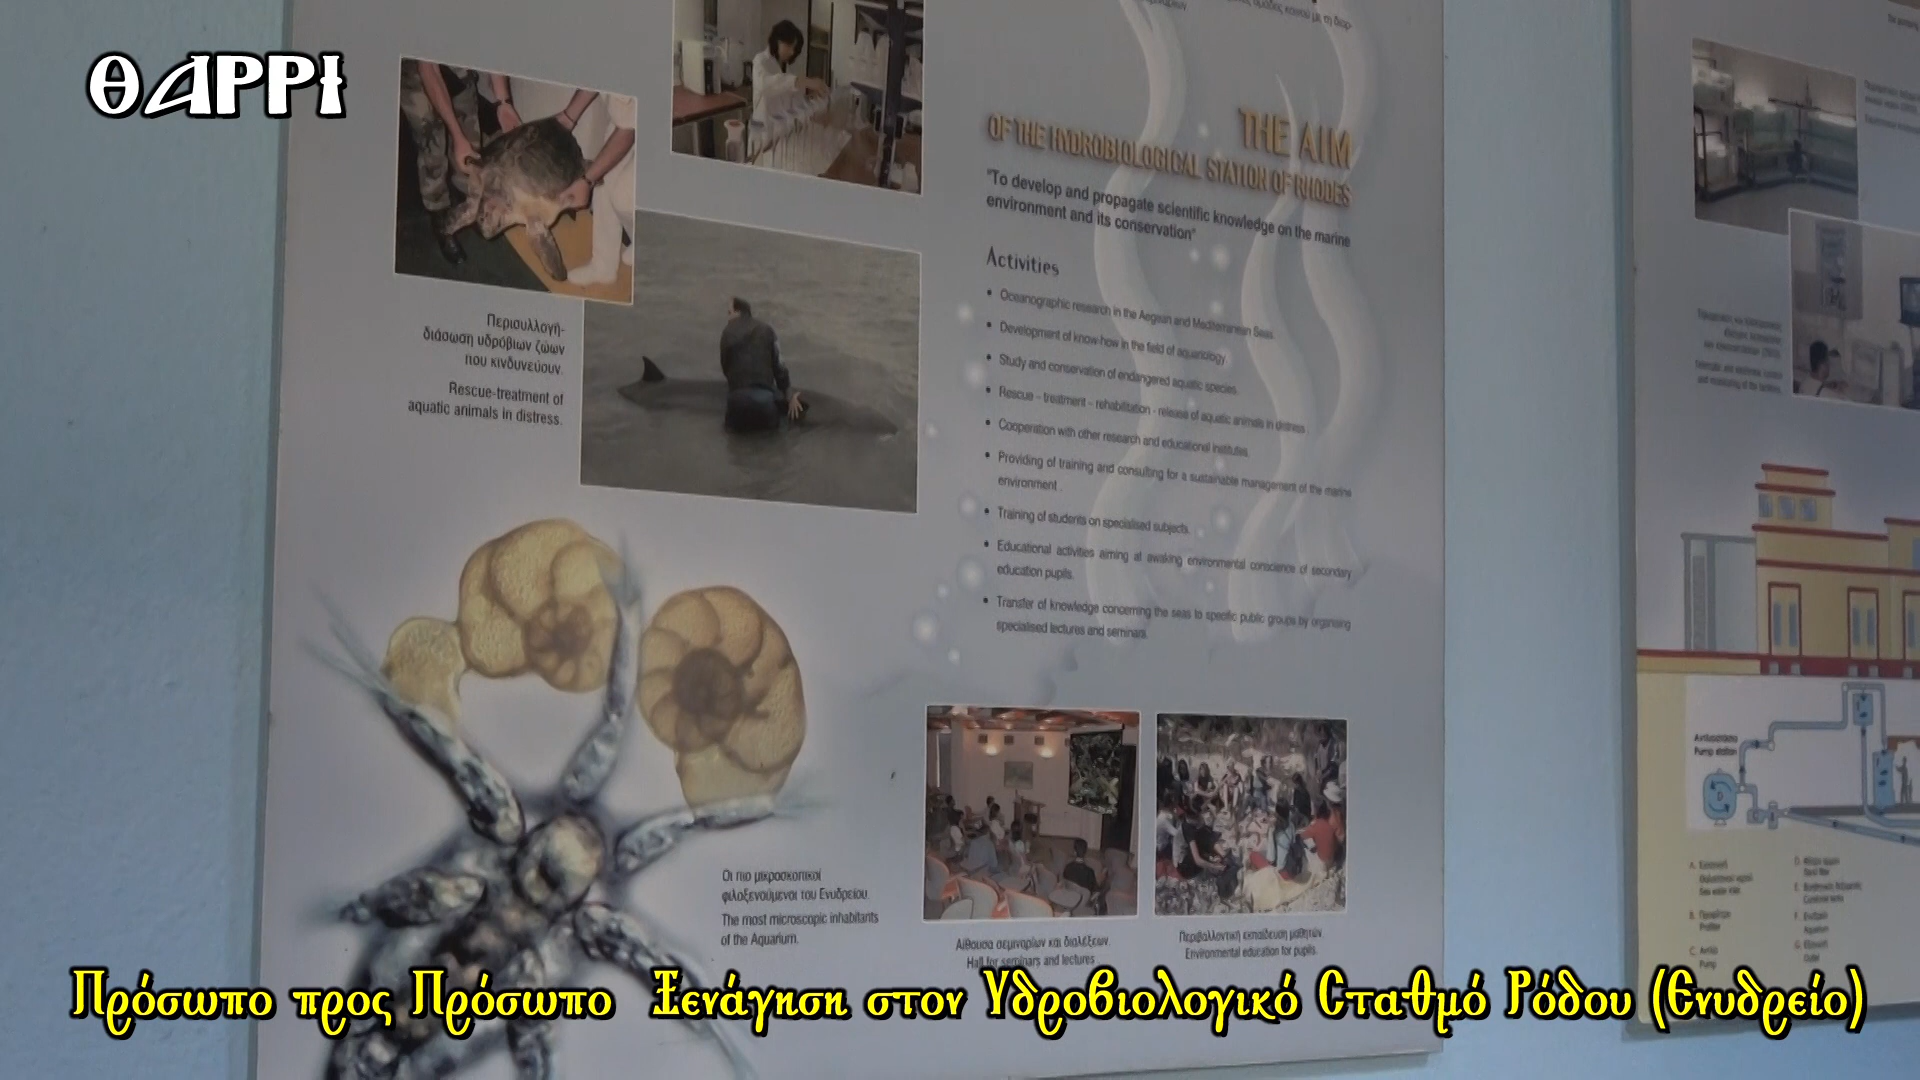 ΘΑΡΡΙ
THE AIM
OF THE HYDROBIOLOGICAL STATION OF RHODES
"To develop and propagate scientific knowledge on the marine
environment and its conservation"
Activities
• Oceanographic research in the Aegean and Mediterranean Seas.
• Development of know-how in the field of aquariology
• Study and conservation of endangered aquatic species.
• Rescue - treatment - rehabilitation - release of aquatic animals in distress
• Cooperation with other research and educational institutes.
• Providing of training and consulting for a sustainable management of the marine
environment.
• Training of students on specialised subjects.
• Educational activities aiming at awaking environmental conscience of secondary
education pupils.
• Transfer of knowledge concerning the seas to specific public groups by organising
specialised lectures and seminars.
Περισυλλογή-
διάσωση υδρόβιων ζώων
που κινδυνεύουν.
Rescue-treatment of
aquatic animals in distress.
Οι πιο μικροσκοπικοί
φιλοξενούμενοι του Ενυδρείου.
The most microscopic inhabitants
of the Aquarium.
Αίθουσα σεμιναρίων και διαλέξεων.
Hall for seminars and lectures
Περιβαλλοντική εκπαίδευση μαθητών.
Environmental education for pupils.
Αντλιοστάσιο
Pump station
Πρόσωπο προς Πρόσωπο Ξενάγηση στον Υδροβιολογικό Σταθμό Ρόδου (Ενυδρείο)